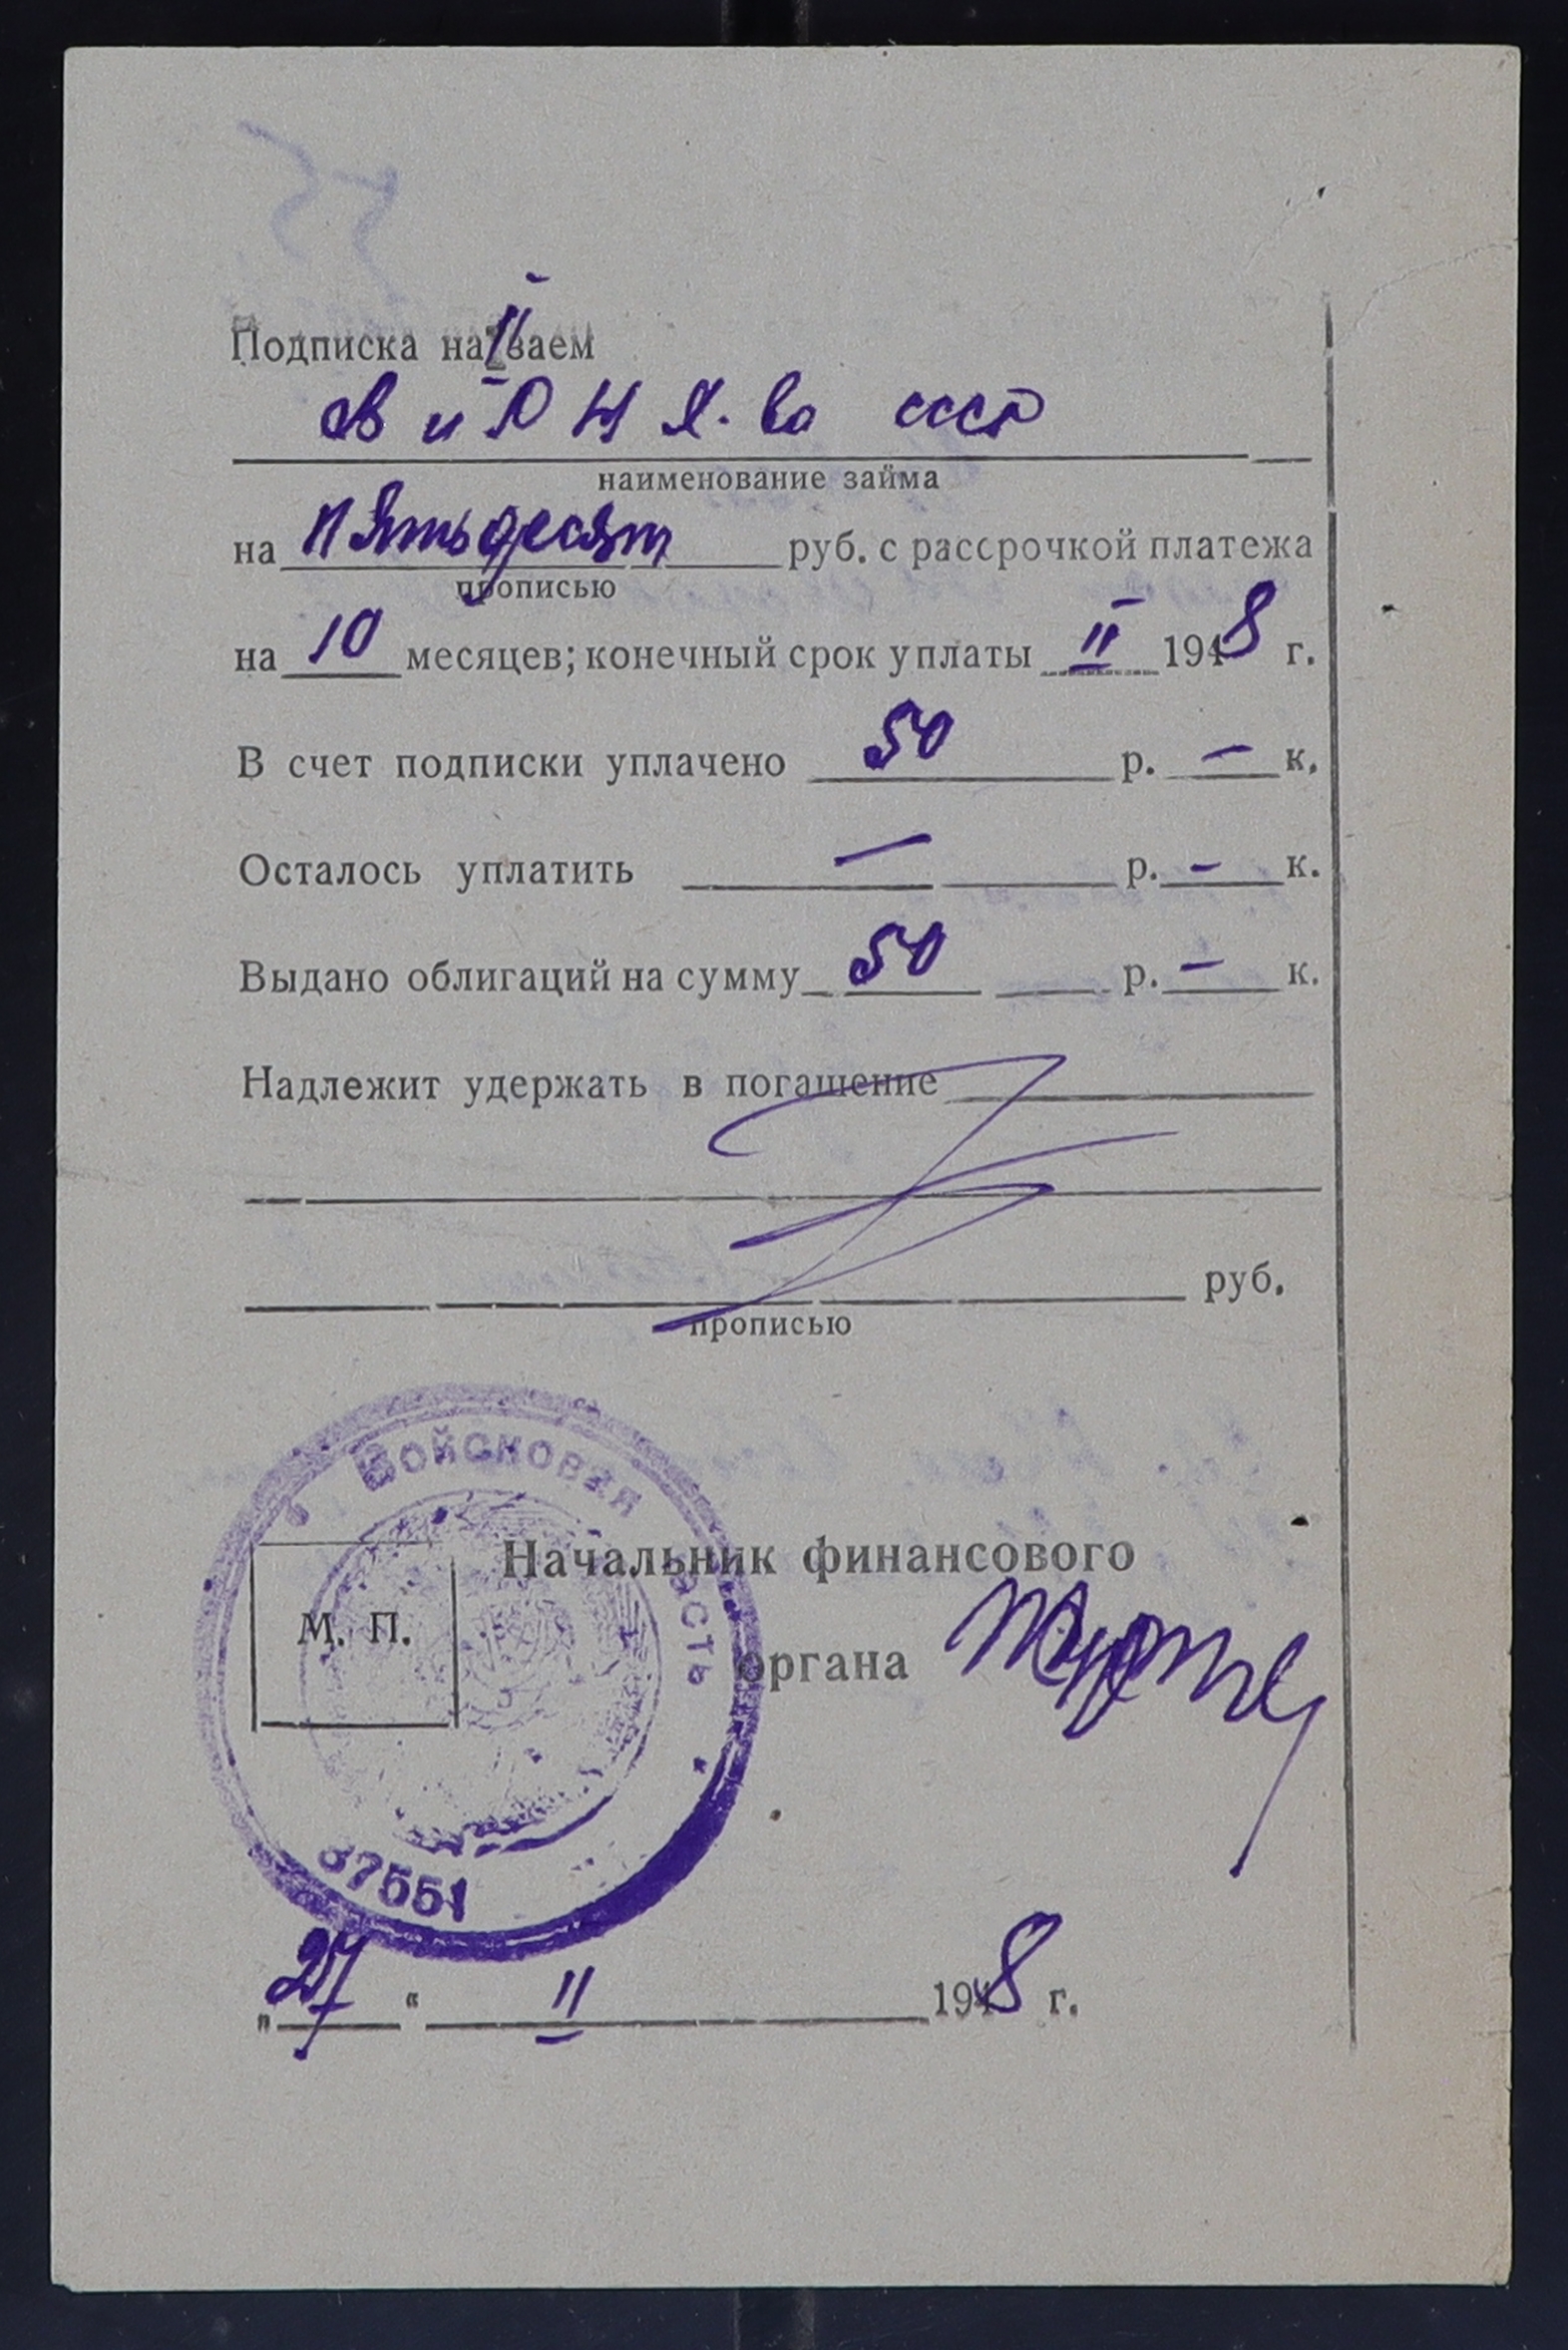 Подписка на II заем
В и Р Н Х-ва СССР
наименование займа
на пятьдесят руб. с рассрочкой платежа
прописью
на 10 месяцев; конечный срок уплаты II 1948 г.
В счет подписки уплачено 50 р. – к.
Осталось уплатить — р. – к.
Выдано облигаций на сумму 50 р. – к.
Надлежит удержать в погашение
руб.
прописью
Войсковая часть
37551
Начальник финансового
М. П.
органа
„27“ II 1948 г.